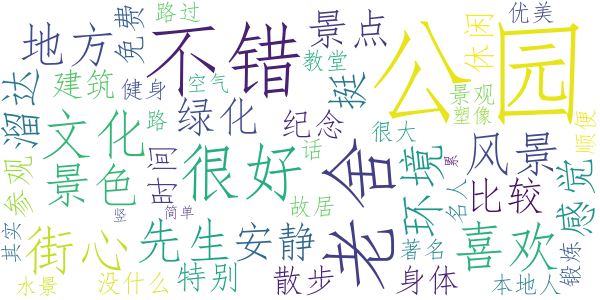 路过
优美
地方
免费
不错
景点
公园
休闲
教堂
溜达
建筑
健身
空气
挺
景观
塑像
顺便
绿化
纪念
很大
文化
路
话
舍
累
风景
参观
景色
时间
很好
环境
名人
比较
感觉
故居
竖
简单
老
其实
街心
先生
安静
著名
喜欢
锻炼
水景
没什么
特别
散步
身体
本地人